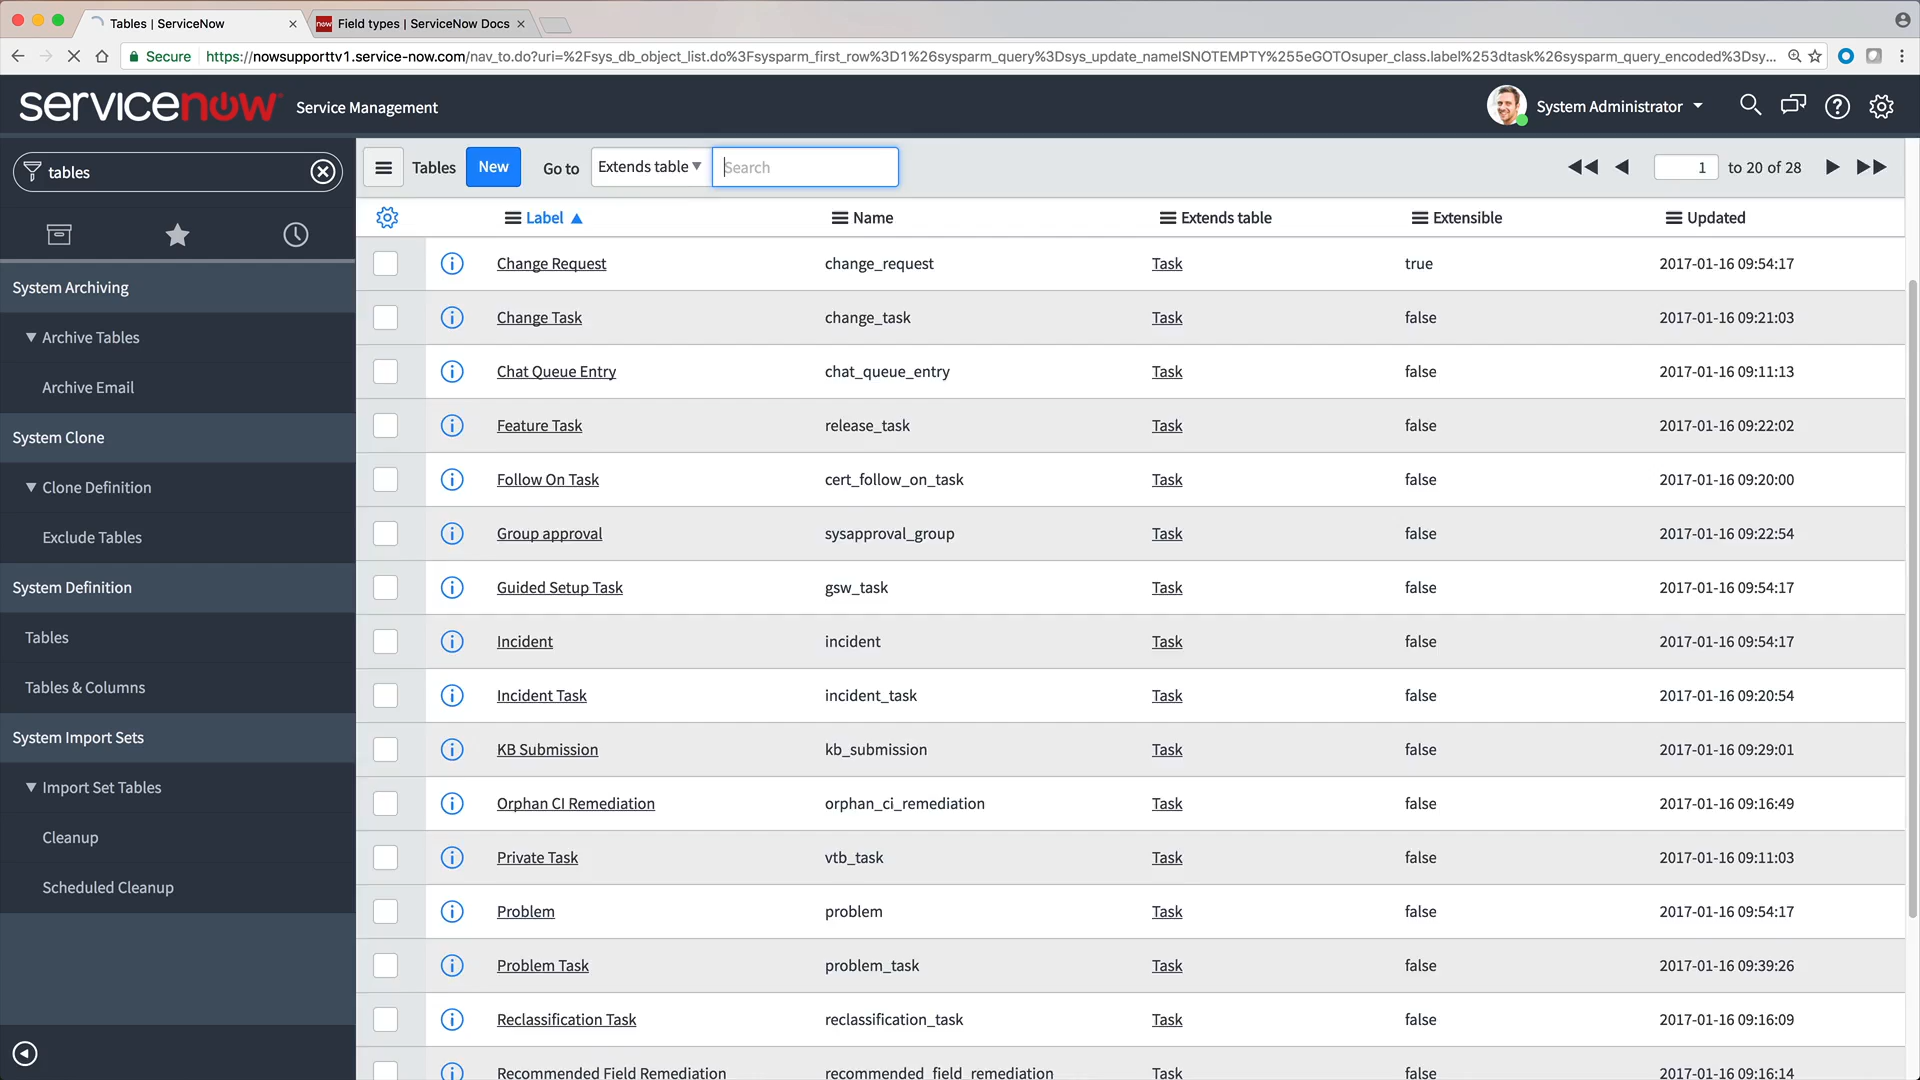 Tables | ServiceNow
now Field types | ServiceNow Docs
Secure https://nowsupporttv1.service-now.com/nav_to.do?uri=%2Fsys_db_object_list.do%3Fsysparm_first_row%3D1%26sysparm_query%3Dsys_update_nameISNOTEMPTY%255eGOTOsuper_class.label%253dtask%26sysparm_query_encoded%3Dsy...
servicenow Service Management
System Administrator
tables
System Archiving
Archive Tables
Archive Email
System Clone
Clone Definition
Exclude Tables
System Definition
Tables
Tables & Columns
System Import Sets
Import Set Tables
Cleanup
Scheduled Cleanup
Tables New Go to Extends table Search 1 to 20 of 28
Label Name Extends table Extensible Updated
Change Request change_request Task true 2017-01-16 09:54:17
Change Task change_task Task false 2017-01-16 09:21:03
Chat Queue Entry chat_queue_entry Task false 2017-01-16 09:11:13
Feature Task release_task Task false 2017-01-16 09:22:02
Follow On Task cert_follow_on_task Task false 2017-01-16 09:20:00
Group approval sysapproval_group Task false 2017-01-16 09:22:54
Guided Setup Task gsw_task Task false 2017-01-16 09:54:17
Incident incident Task false 2017-01-16 09:54:17
Incident Task incident_task Task false 2017-01-16 09:20:54
KB Submission kb_submission Task false 2017-01-16 09:29:01
Orphan CI Remediation orphan_ci_remediation Task false 2017-01-16 09:16:49
Private Task vtb_task Task false 2017-01-16 09:11:03
Problem problem Task false 2017-01-16 09:54:17
Problem Task problem_task Task false 2017-01-16 09:39:26
Reclassification Task reclassification_task Task false 2017-01-16 09:16:09
Recommended Field Remediation recommended_field_remediation Task false 2017-01-16 09:16:14